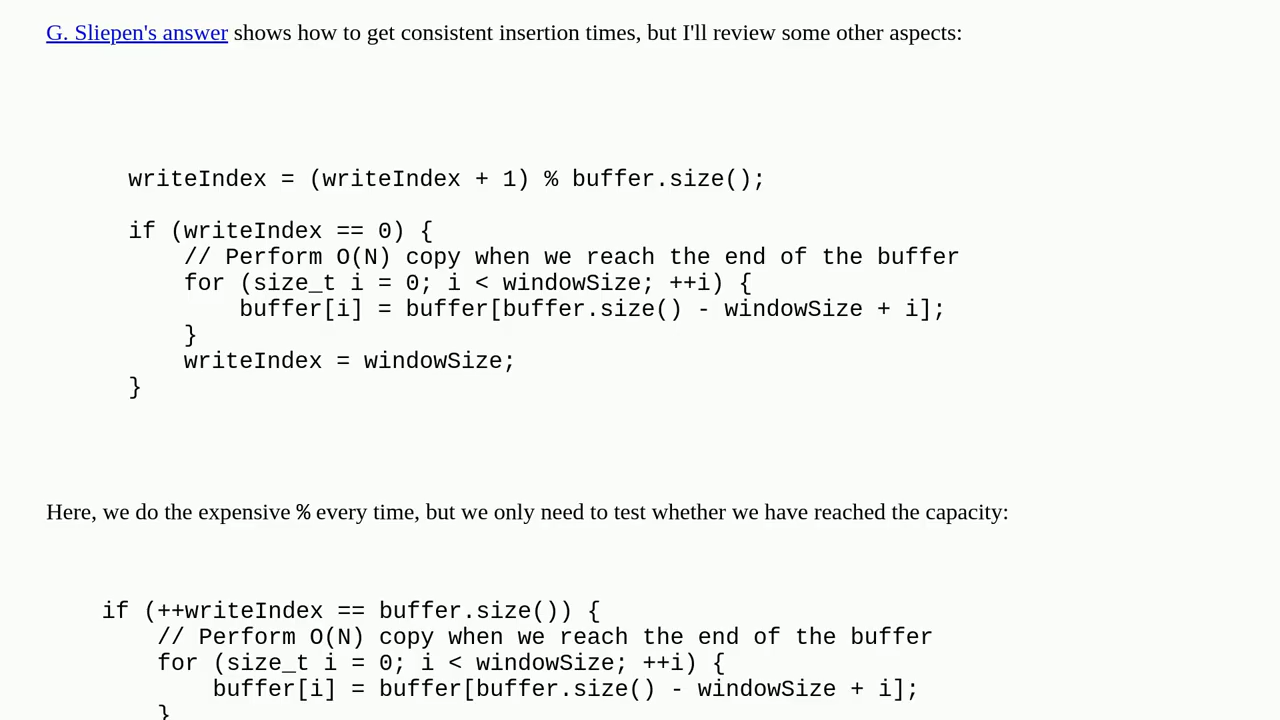 G. Sliepen's answer shows how to get consistent insertion times, but I'll review some other aspects:
writeIndex = (writeIndex + 1) % buffer.size();
if (writeIndex == 0) {
    // Perform O(N) copy when we reach the end of the buffer
    for (size_t i = 0; i < windowSize; ++i) {
        buffer[i] = buffer[buffer.size() - windowSize + i];
    }
    writeIndex = windowSize;
}
Here, we do the expensive % every time, but we only need to test whether we have reached the capacity:
if (++writeIndex == buffer.size()) {
    // Perform O(N) copy when we reach the end of the buffer
    for (size_t i = 0; i < windowSize; ++i) {
        buffer[i] = buffer[buffer.size() - windowSize + i];
    }